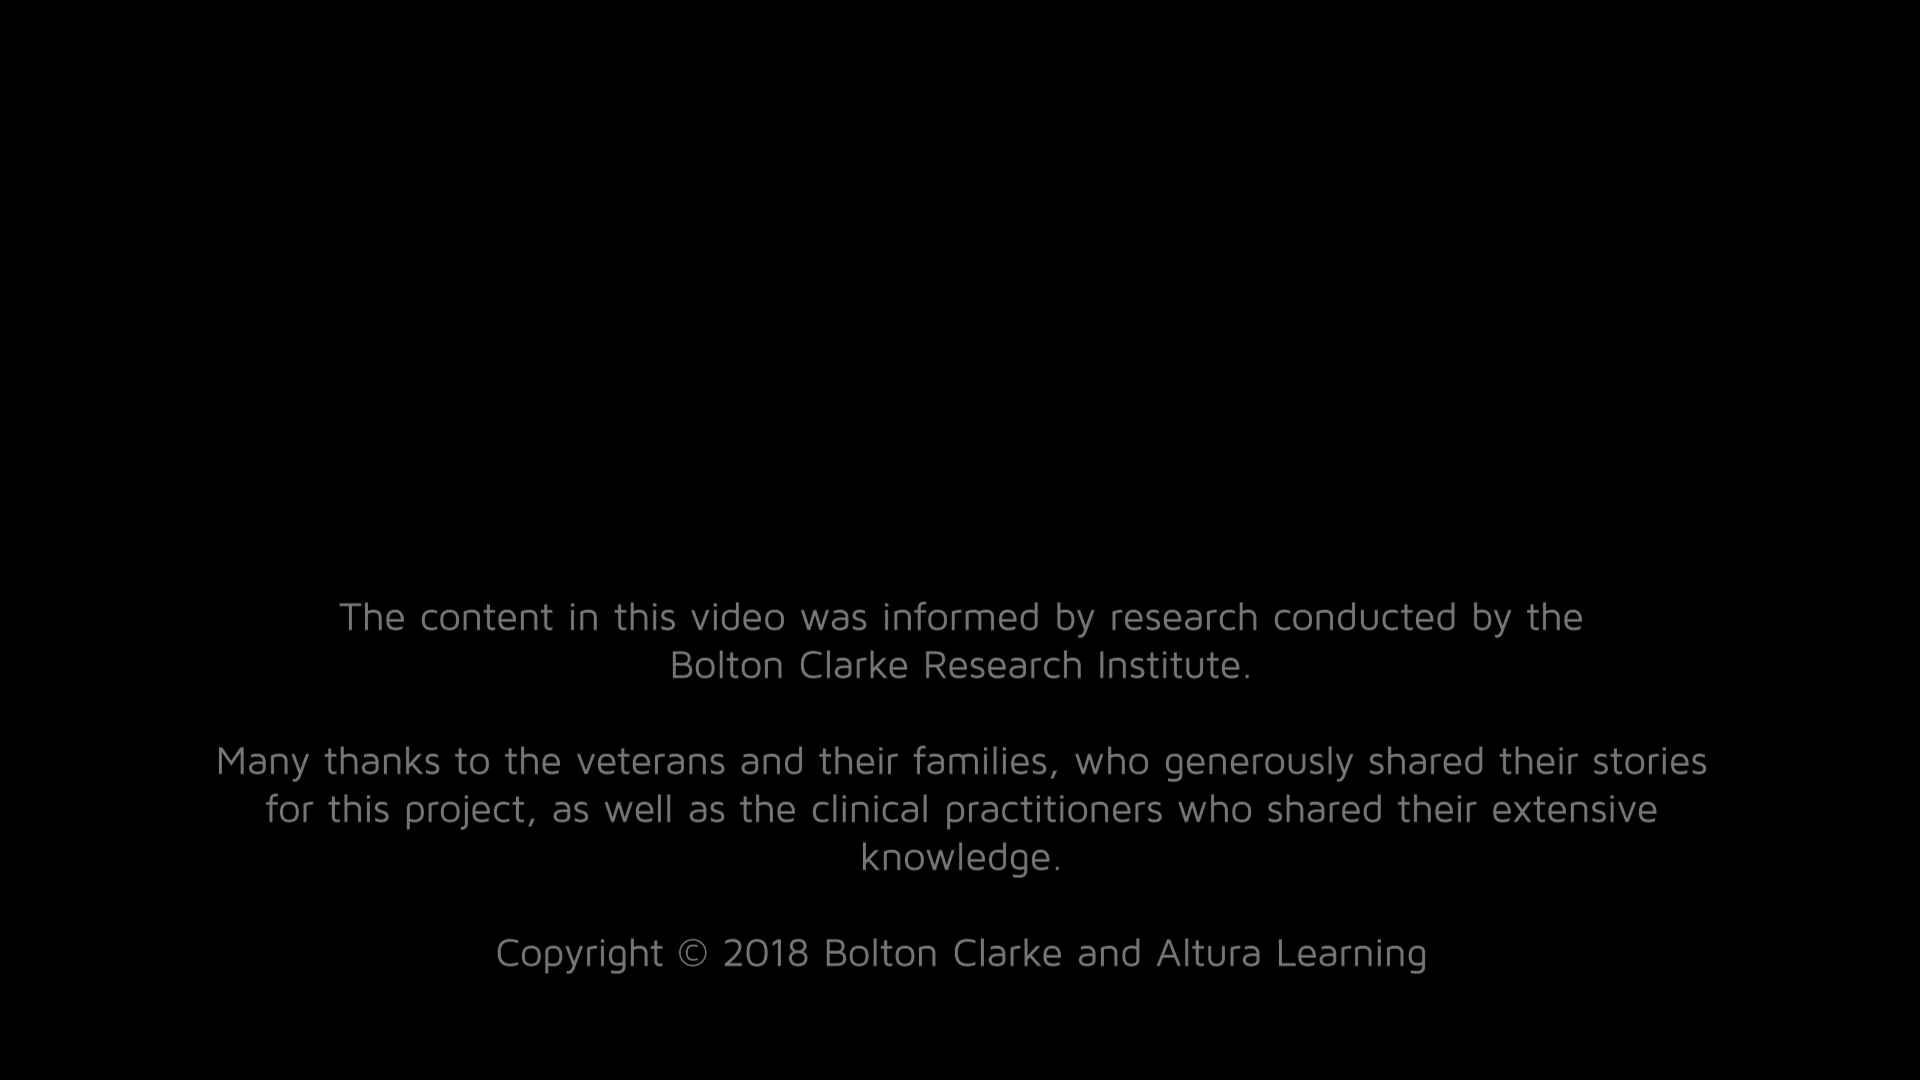 The content in this video was informed by research conducted by the
Bolton Clarke Research Institute.
Many thanks to the veterans and their families, who generously shared their stories
for this project, as well as the clinical practitioners who shared their extensive
knowledge.
Copyright © 2018 Bolton Clarke and Altura Learning